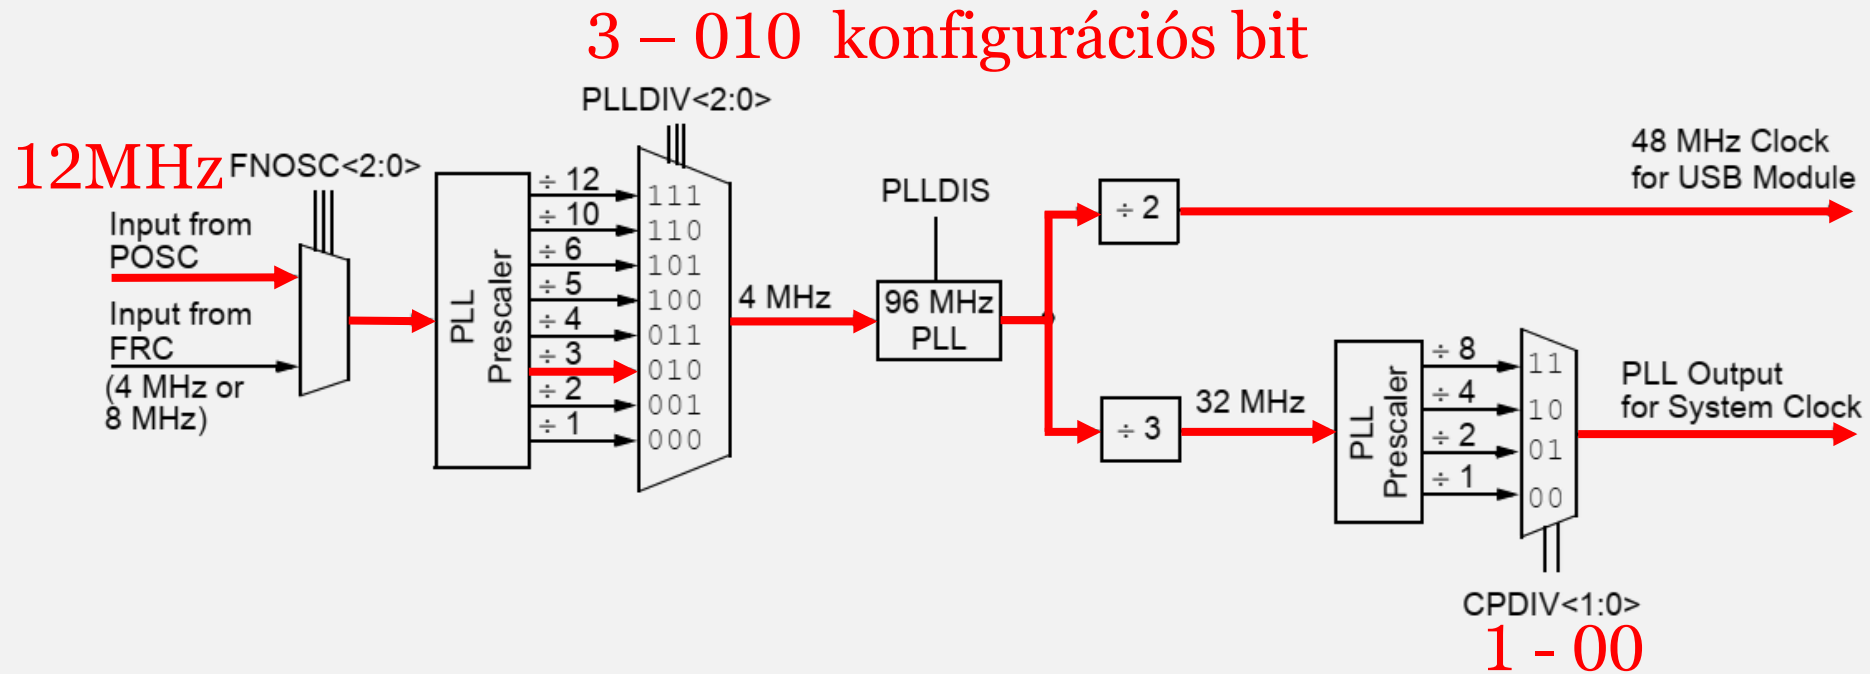 3 – 010 konfigurációs bit
PLLDIV<2:0>
12MHz
FNOSC<2:0>
Input from
POSC
Input from
FRC
(4 MHz or
8 MHz)
PLL
Prescaler
÷ 12
÷ 10
÷ 6
÷ 5
÷ 4
÷ 3
÷ 2
÷ 1
111
110
101
100
011
010
001
000
4 MHz
PLLDIS
96 MHz
PLL
÷ 2
48 MHz Clock
for USB Module
÷ 3
32 MHz
PLL
Prescaler
÷ 8
÷ 4
÷ 2
÷ 1
11
10
01
00
PLL Output
for System Clock
CPDIV<1:0>
1 - 00